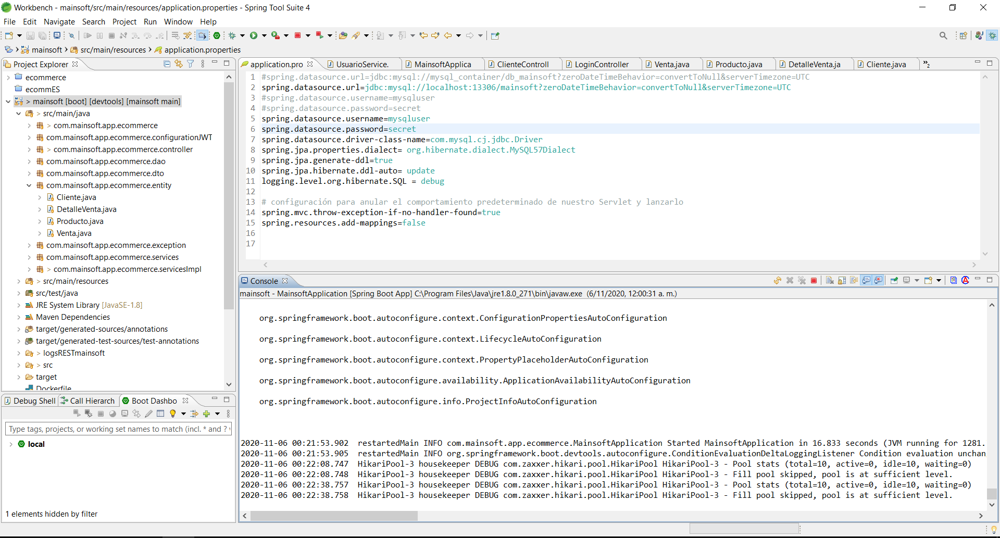 Workbench - mainsoft/src/main/resources/application.properties - Spring Tool Suite 4
File Edit Navigate Search Project Run Window Help
mainsoft src/main/resources application.properties
Project Explorer
ecommerce
ecommES
> mainsoft [boot] [devtools] [mainsoft main]
> src/main/java
> com.mainsoft.app.ecommerce
com.mainsoft.app.ecommerce.configurationJWT
> com.mainsoft.app.ecommerce.controller
com.mainsoft.app.ecommerce.dao
com.mainsoft.app.ecommerce.dto
com.mainsoft.app.ecommerce.entity
Cliente.java
DetalleVenta.java
Producto.java
Venta.java
com.mainsoft.app.ecommerce.exception
com.mainsoft.app.ecommerce.services
> com.mainsoft.app.ecommerce.servicesImpl
> src/main/resources
src/test/java
JRE System Library [JavaSE-1.8]
Maven Dependencies
target/generated-sources/annotations
target/generated-test-sources/test-annotations
> logsRESTmainsoft
> src
target
Dockerfile
Debug Shell Call Hierarch Boot Dashbo
Type tags, projects, or working set names to match (incl. * and ?
local
1 elements hidden by filter
application.pro UsuarioService. MainsoftApplica ClienteControll LoginController Venta.java Producto.java DetalleVenta.ja Cliente.java »2
1 #spring.datasource.url=jdbc:mysql://mysql_container/db_mainsoft?zeroDateTimeBehavior=convertToNull&serverTimezone=UTC
2 spring.datasource.url=jdbc:mysql://localhost:13306/mainsoft?zeroDateTimeBehavior=convertToNull&serverTimezone=UTC
3 #spring.datasource.username=mysqluser
4 #spring.datasource.password=secret
5 spring.datasource.username=mysqluser
6 spring.datasource.password=secret
7 spring.datasource.driver-class-name=com.mysql.cj.jdbc.Driver
8 spring.jpa.properties.dialect= org.hibernate.dialect.MySQL57Dialect
9 spring.jpa.generate-ddl=true
10 spring.jpa.hibernate.ddl-auto= update
11 logging.level.org.hibernate.SQL = debug
12
13 # configuración para anular el comportamiento predeterminado de nuestro Servlet y lanzarlo
14 spring.mvc.throw-exception-if-no-handler-found=true
15 spring.resources.add-mappings=false
16
17
Console
mainsoft - MainsoftApplication [Spring Boot App] C:\Program Files\Java\jre1.8.0_271\bin\javaw.exe (6/11/2020, 12:00:31 a. m.)
org.springframework.boot.autoconfigure.context.ConfigurationPropertiesAutoConfiguration
org.springframework.boot.autoconfigure.context.LifecycleAutoConfiguration
org.springframework.boot.autoconfigure.context.PropertyPlaceholderAutoConfiguration
org.springframework.boot.autoconfigure.availability.ApplicationAvailabilityAutoConfiguration
org.springframework.boot.autoconfigure.info.ProjectInfoAutoConfiguration
2020-11-06 00:21:53.902 restartedMain INFO com.mainsoft.app.ecommerce.MainsoftApplication Started MainsoftApplication in 16.833 seconds (JVM running for 1281.
2020-11-06 00:21:53.905 restartedMain INFO org.springframework.boot.devtools.autoconfigure.ConditionEvaluationDeltaLoggingListener Condition evaluation unchan
2020-11-06 00:22:08.747 HikariPool-3 housekeeper DEBUG com.zaxxer.hikari.pool.HikariPool HikariPool-3 - Pool stats (total=10, active=0, idle=10, waiting=0)
2020-11-06 00:22:08.748 HikariPool-3 housekeeper DEBUG com.zaxxer.hikari.pool.HikariPool HikariPool-3 - Fill pool skipped, pool is at sufficient level.
2020-11-06 00:22:38.757 HikariPool-3 housekeeper DEBUG com.zaxxer.hikari.pool.HikariPool HikariPool-3 - Pool stats (total=10, active=0, idle=10, waiting=0)
2020-11-06 00:22:38.758 HikariPool-3 housekeeper DEBUG com.zaxxer.hikari.pool.HikariPool HikariPool-3 - Fill pool skipped, pool is at sufficient level.